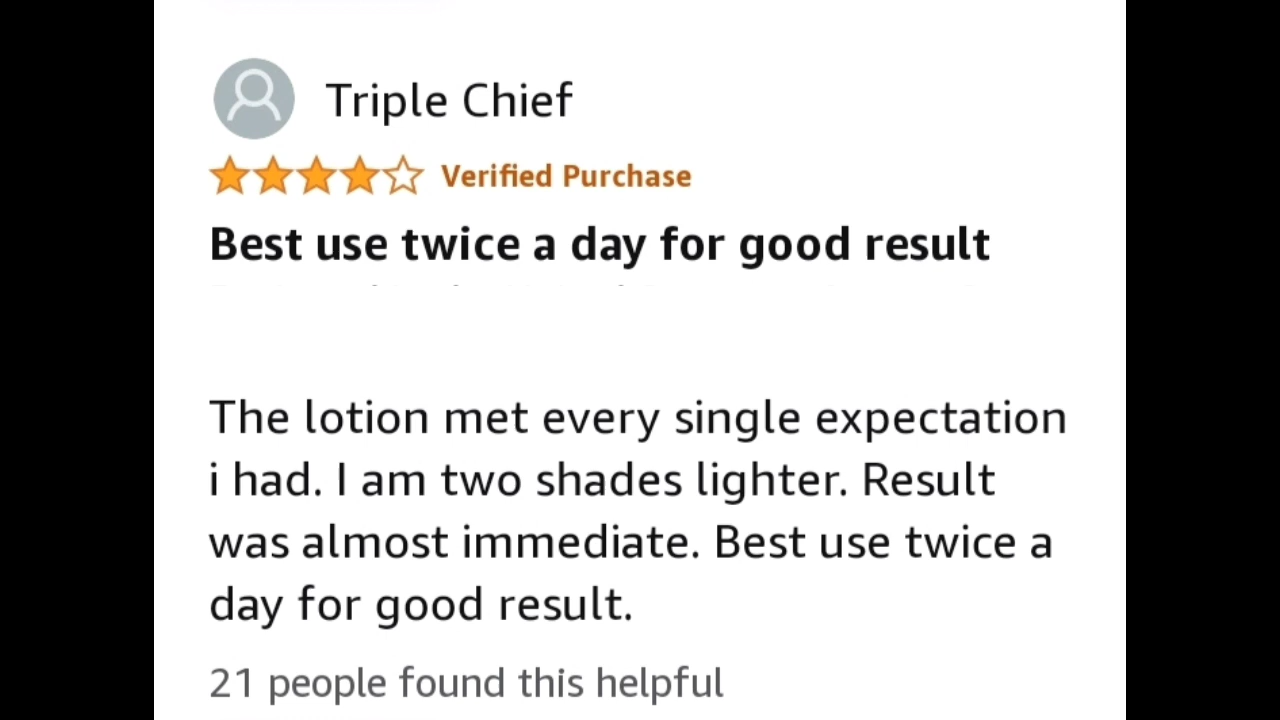 Triple Chief
Verified Purchase
Best use twice a day for good result
The lotion met every single expectation
i had. I am two shades lighter. Result
was almost immediate. Best use twice a
day for good result.
21 people found this helpful